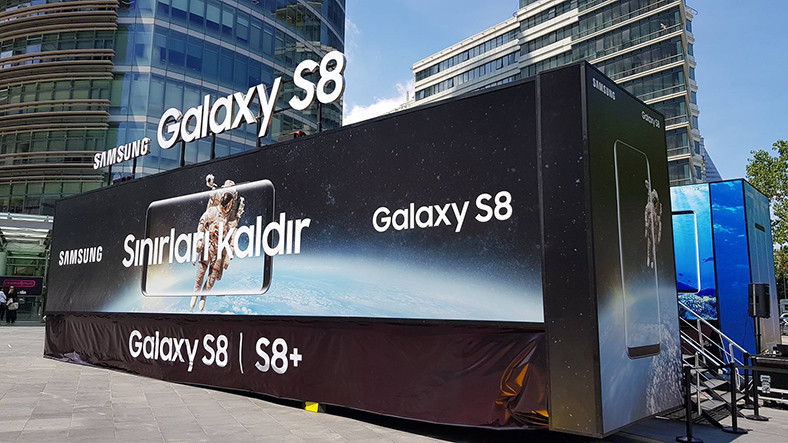 SAMSUNG Galaxy S8
SAMSUNG
Sınırları kaldır
Galaxy S8
Galaxy S8 | S8+
SAMSUNG
Galaxy S8